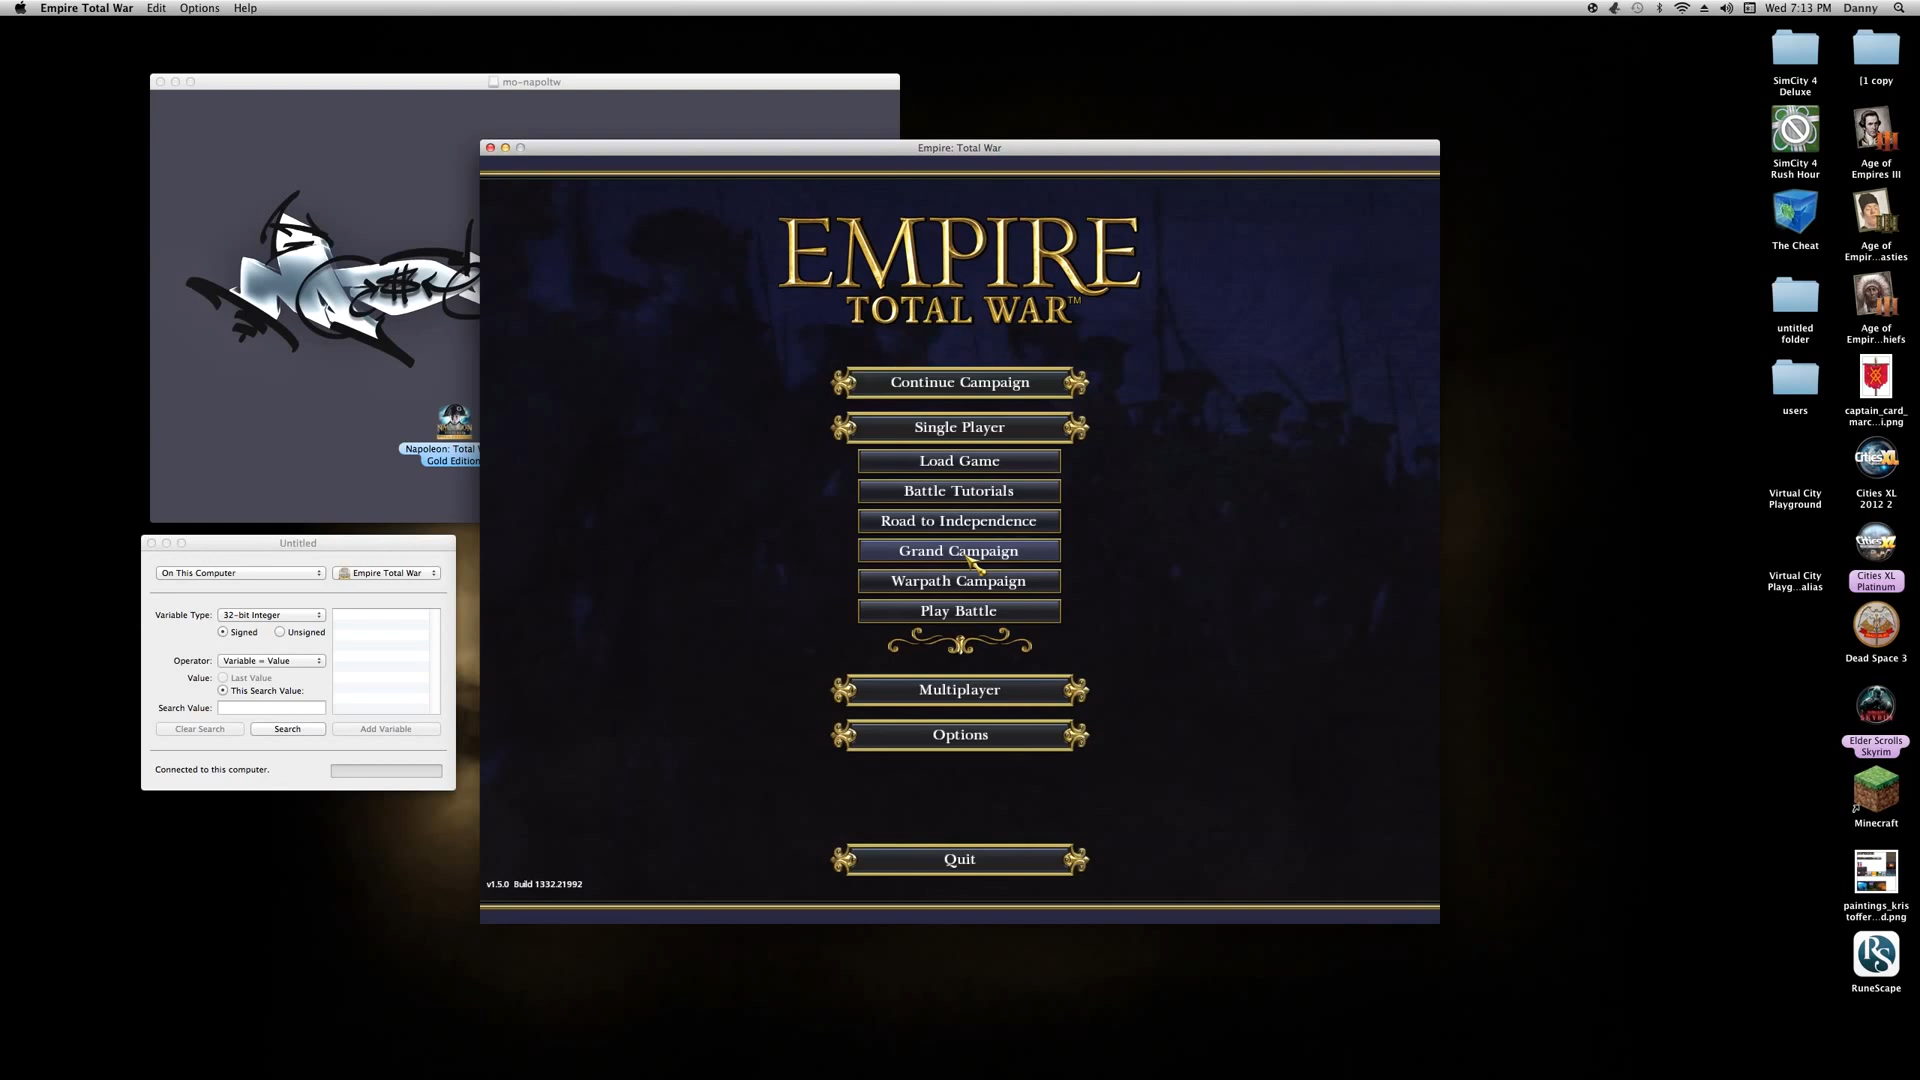 Empire Total War Edit Options Help
Wed 7:13 PM Danny
mo-napoltw
Napoleon: Total
Gold Edition
Empire: Total War
EMPIRE
TOTAL WAR™
Continue Campaign
Single Player
Load Game
Battle Tutorials
Road to Independence
Grand Campaign
Warpath Campaign
Play Battle
Multiplayer
Options
Quit
v1.5.0 Build 1332.21992
Untitled
On This Computer
Empire Total War
Variable Type: 32-bit Integer
Signed Unsigned
Operator: Variable = Value
Value: Last Value
This Search Value:
Search Value:
Clear Search Search Add Variable
Connected to this computer.
SimCity 4
Deluxe
[1 copy
SimCity 4
Rush Hour
Age of
Empires III
The Cheat
Age of
Empir...asties
untitled
folder
Age of
Empir...hiefs
users
captain_card_
marc...i.png
Virtual City
Playground
Cities XL
2012 2
Virtual City
Playg...alias
Cities XL
Platinum
Dead Space 3
SKYRIM
Elder Scrolls
Skyrim
Minecraft
paintings_kris
toffer...d.png
RS
RuneScape